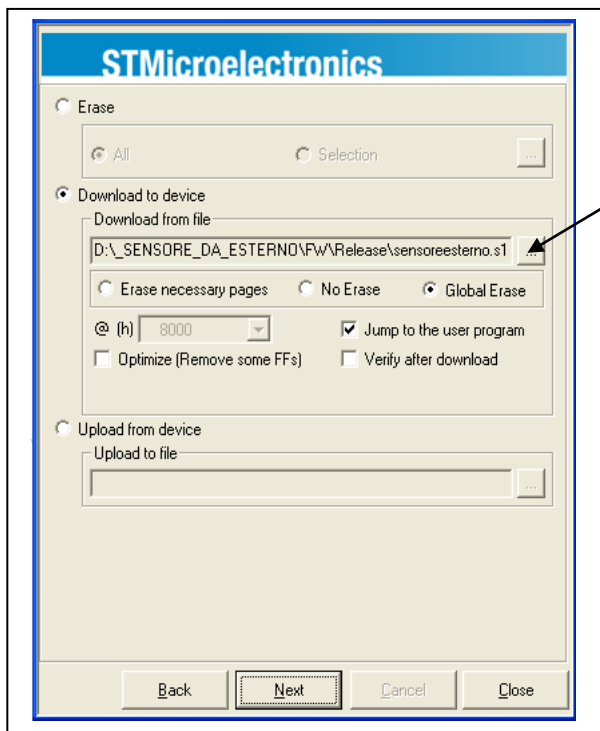 STMicroelectronics
Erase
All Selection ...
Download to device
Download from file
D:\_SENSORE_DA_ESTERNO\FW\Release\sensoreesterno.s1 ...
Erase necessary pages No Erase Global Erase
@ (h) 8000 Jump to the user program
Optimize (Remove some FFs) Verify after download
Upload from device
Upload to file
...
Back Next Cancel Close